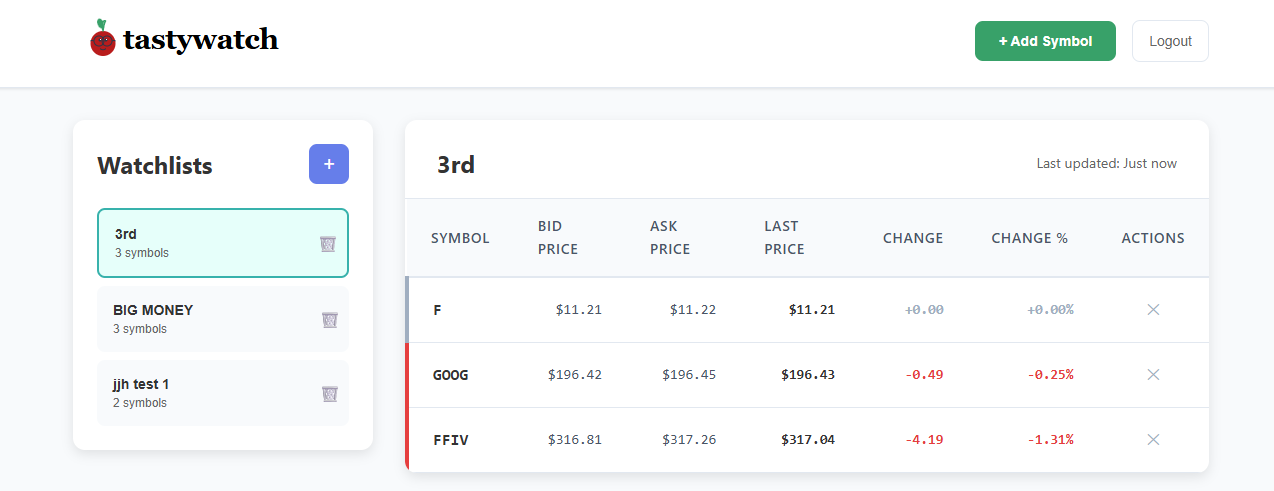 tastywatch
+ Add Symbol
Logout
Watchlists
+
3rd
3 symbols
BIG MONEY
3 symbols
jjh test 1
2 symbols
3rd
Last updated: Just now
SYMBOL BID PRICE ASK PRICE LAST PRICE CHANGE CHANGE % ACTIONS
F $11.21 $11.22 $11.21 +0.00 +0.00% ×
GOOG $196.42 $196.45 $196.43 -0.49 -0.25% ×
FFIV $316.81 $317.26 $317.04 -4.19 -1.31% ×